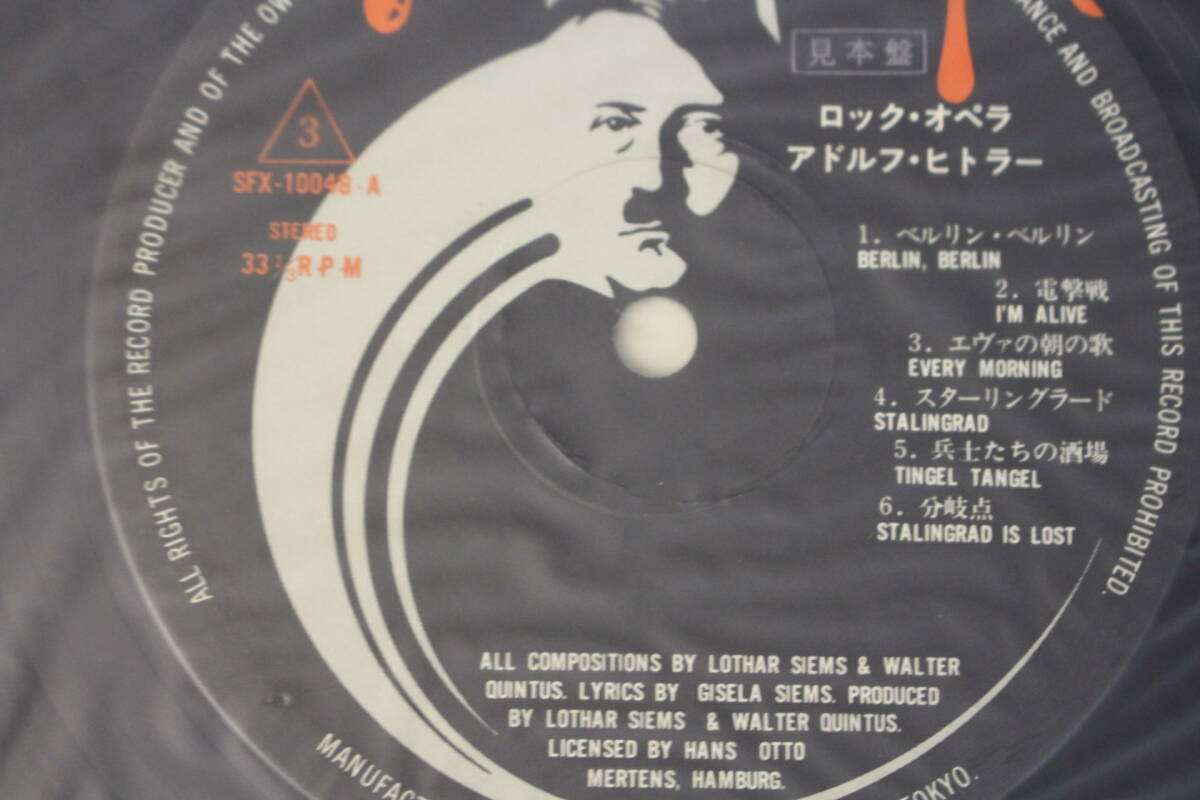 ALL RIGHTS OF THE RECORD PRODUCER AND OF THE OW
ANCE AND BROADCASTING OF THIS RECORD PROHIBITED.
見本盤
ロック・オペラ
アドルフ・ヒトラー
3
SFX-10048-A
STEREO
33 1/3 R・P・M
1. ベルリン・ベルリン
BERLIN, BERLIN
2. 電撃戦
I'M ALIVE
3. エヴァの朝の歌
EVERY MORNING
4. スターリングラード
STALINGRAD
5. 兵士たちの酒場
TINGEL TANGEL
6. 分岐点
STALINGRAD IS LOST
ALL COMPOSITIONS BY LOTHAR SIEMS & WALTER
QUINTUS. LYRICS BY GISELA SIEMS. PRODUCED
BY LOTHAR SIEMS & WALTER QUINTUS.
LICENSED BY HANS OTTO
MERTENS, HAMBURG.
MANUFACT
OKYO.